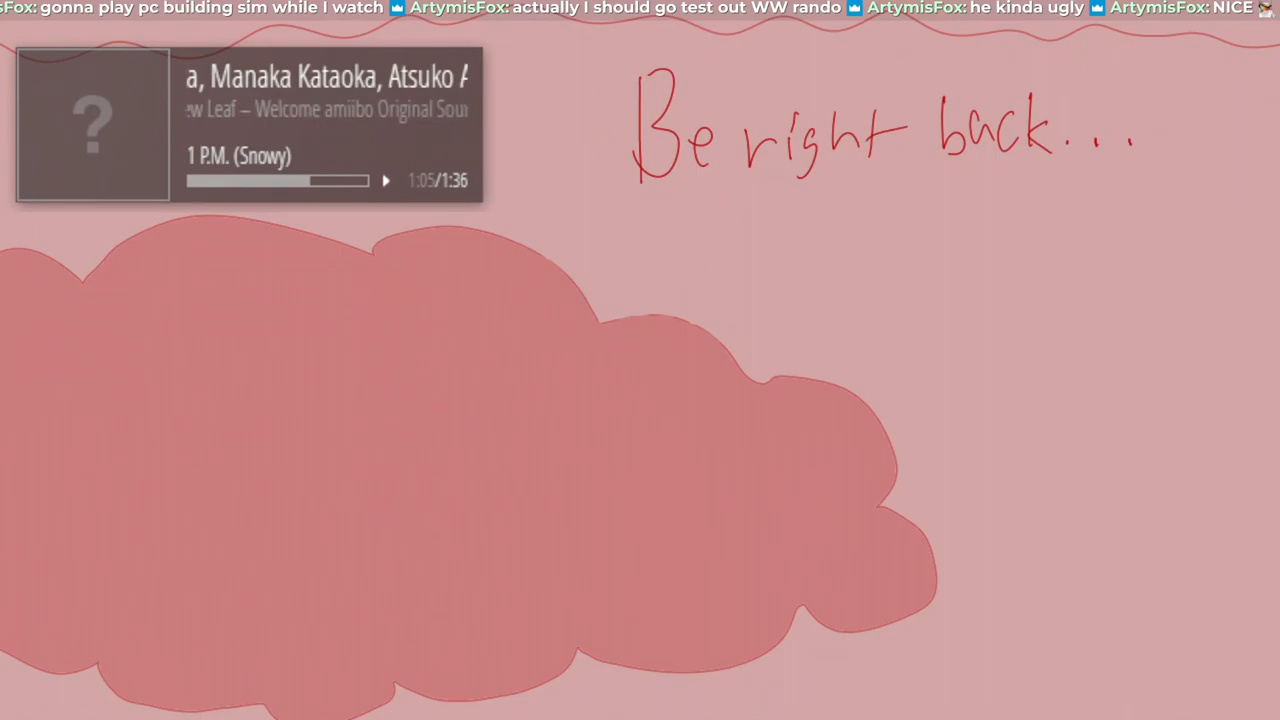 sFox: gonna play pc building sim while I watch ArtymisFox: actually I should go test out WW rando ArtymisFox: he kinda ugly ArtymisFox: NICE
a, Manaka Kataoka, Atsuko A
ew Leaf – Welcome amiibo Original Soun
1 P.M. (Snowy)
1:05/1:36
Be right back...